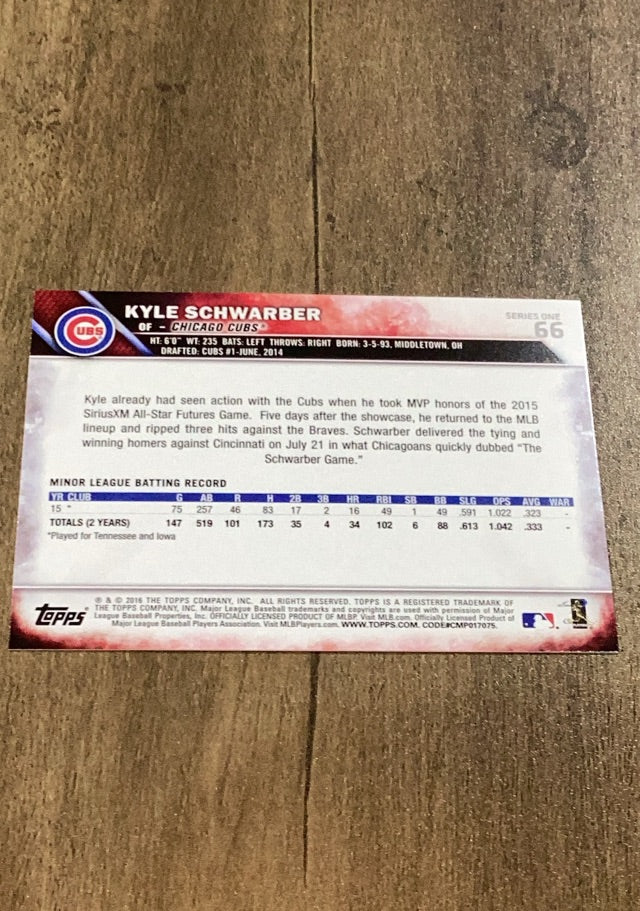 KYLE SCHWARBER
SERIES ONE
66
CUBS
OF - CHICAGO CUBS®
HT: 6'0" WT: 235 BATS: LEFT THROWS: RIGHT BORN: 3-5-93, MIDDLETOWN, OH
DRAFTED: CUBS #1-JUNE, 2014
Kyle already had seen action with the Cubs when he took MVP honors of the 2015
SiriusXM All-Star Futures Game. Five days after the showcase, he returned to the MLB
lineup and ripped three hits against the Braves. Schwarber delivered the tying and
winning homers against Cincinnati on July 21 in what Chicagoans quickly dubbed "The
Schwarber Game."
MINOR LEAGUE BATTING RECORD
YR CLUB G AB R H 2B 3B HR RBI SB BB SLG OPS AVG WAR
15 * 75 257 46 83 17 2 16 49 1 49 .591 1.022 .323 -
TOTALS (2 YEARS) 147 519 101 173 35 4 34 102 6 88 .613 1.042 .333 -
*Played for Tennessee and Iowa
topps®
® & © 2016 THE TOPPS COMPANY, INC. ALL RIGHTS RESERVED. TOPPS IS A REGISTERED TRADEMARK OF
THE TOPPS COMPANY, INC. Major League Baseball trademarks and copyrights are used with permission of Major
League Baseball Properties, Inc. OFFICIALLY LICENSED PRODUCT OF MLBP. Visit MLB.com. Officially Licensed Product of
Major League Baseball Players Association. Visit MLBPlayers.com. WWW.TOPPS.COM. CODE#CMP017075.